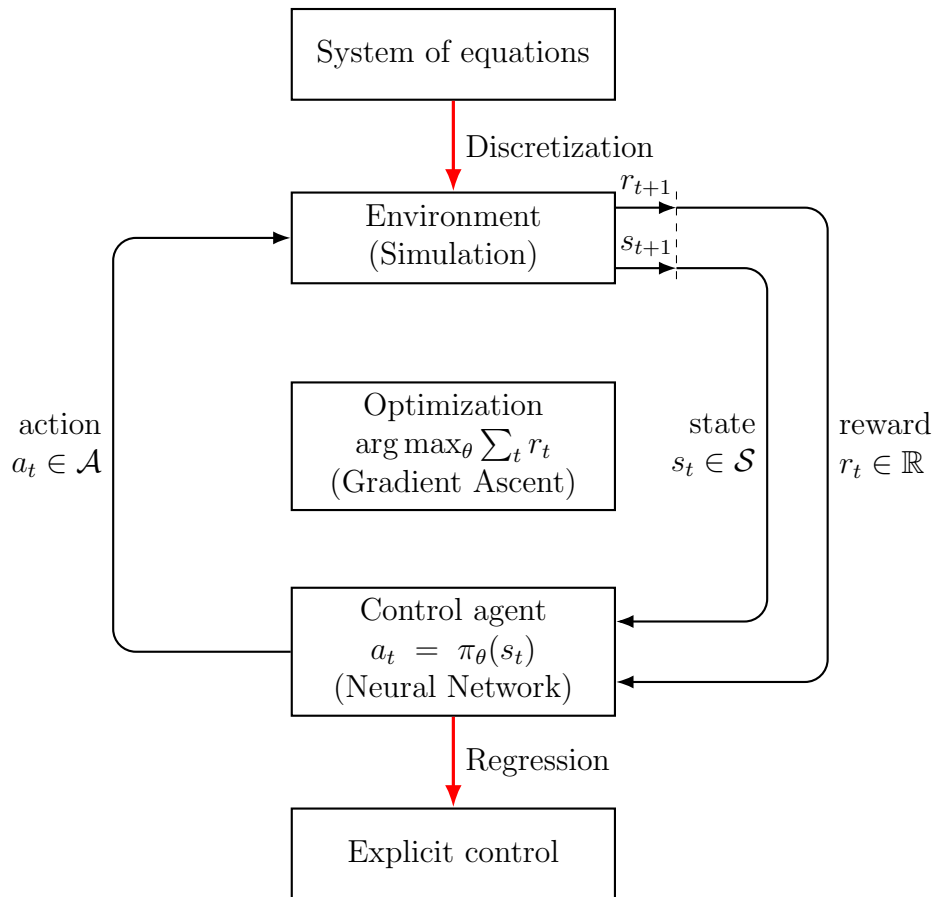 System of equations
Discretization
r_{t+1}
Environment
(Simulation)
s_{t+1}
Optimization
arg max_θ ∑_t r_t
(Gradient Ascent)
action
a_t ∈ 𝒜
state
s_t ∈ 𝒮
reward
r_t ∈ ℝ
Control agent
a_t = π_θ(s_t)
(Neural Network)
Regression
Explicit control